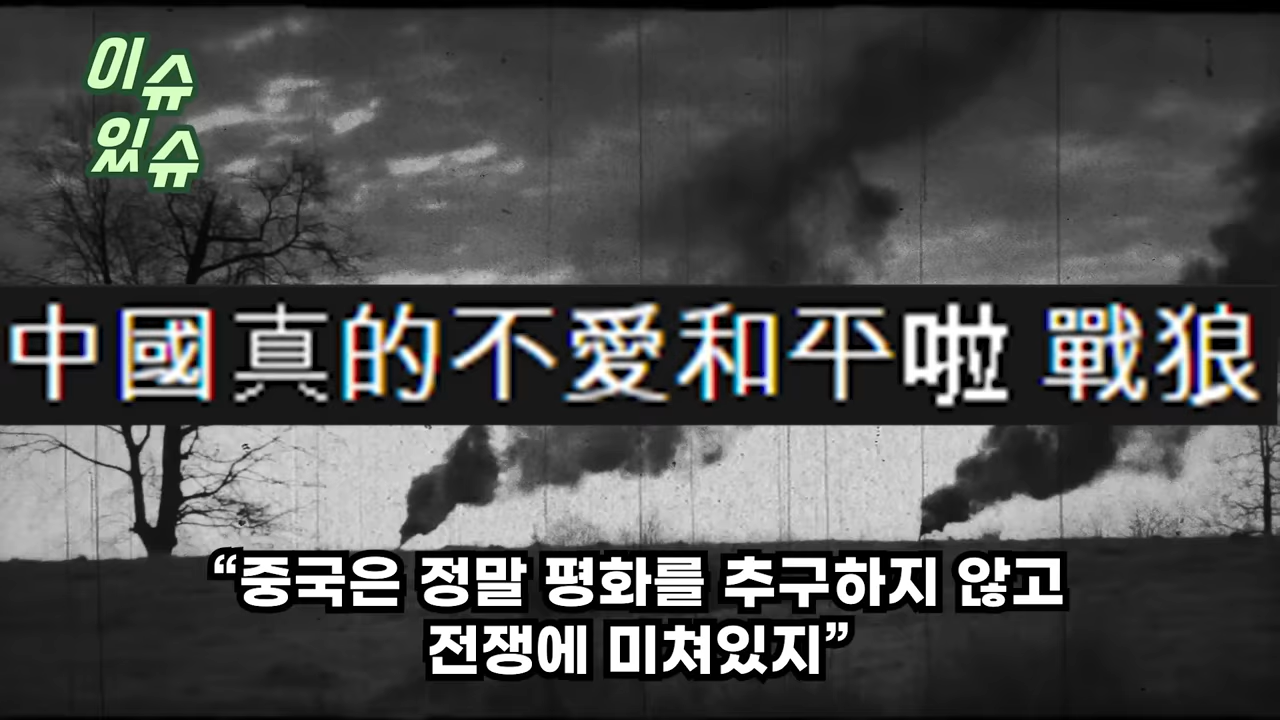 이슈
있슈
中國真的不愛和平啦 戰狼
“중국은 정말 평화를 추구하지 않고
전쟁에 미쳐있지”